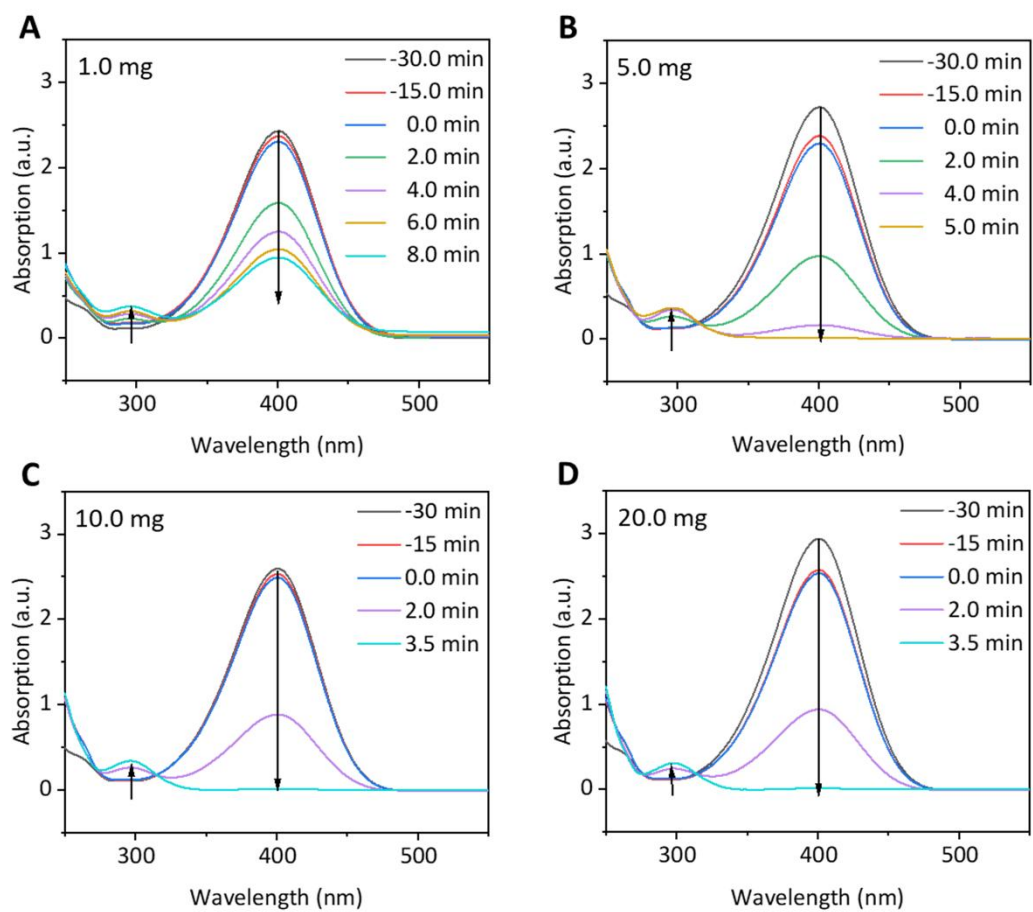 A
1.0 mg
-30.0 min
-15.0 min
0.0 min
2.0 min
4.0 min
6.0 min
8.0 min
Absorption (a.u.)
3
2
1
0
300
400
500
Wavelength (nm)
B
5.0 mg
-30.0 min
-15.0 min
0.0 min
2.0 min
4.0 min
5.0 min
Absorption (a.u.)
3
2
1
0
300
400
500
Wavelength (nm)
C
10.0 mg
-30 min
-15 min
0.0 min
2.0 min
3.5 min
Absorption (a.u.)
3
2
1
0
300
400
500
Wavelength (nm)
D
20.0 mg
-30 min
-15 min
0.0 min
2.0 min
3.5 min
Absorption (a.u.)
3
2
1
0
300
400
500
Wavelength (nm)